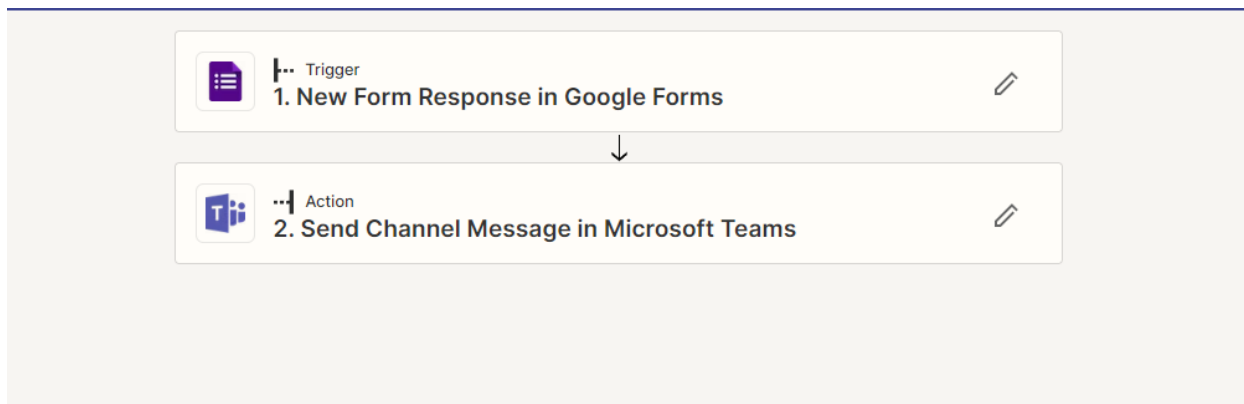 Trigger
1. New Form Response in Google Forms
Action
2. Send Channel Message in Microsoft Teams